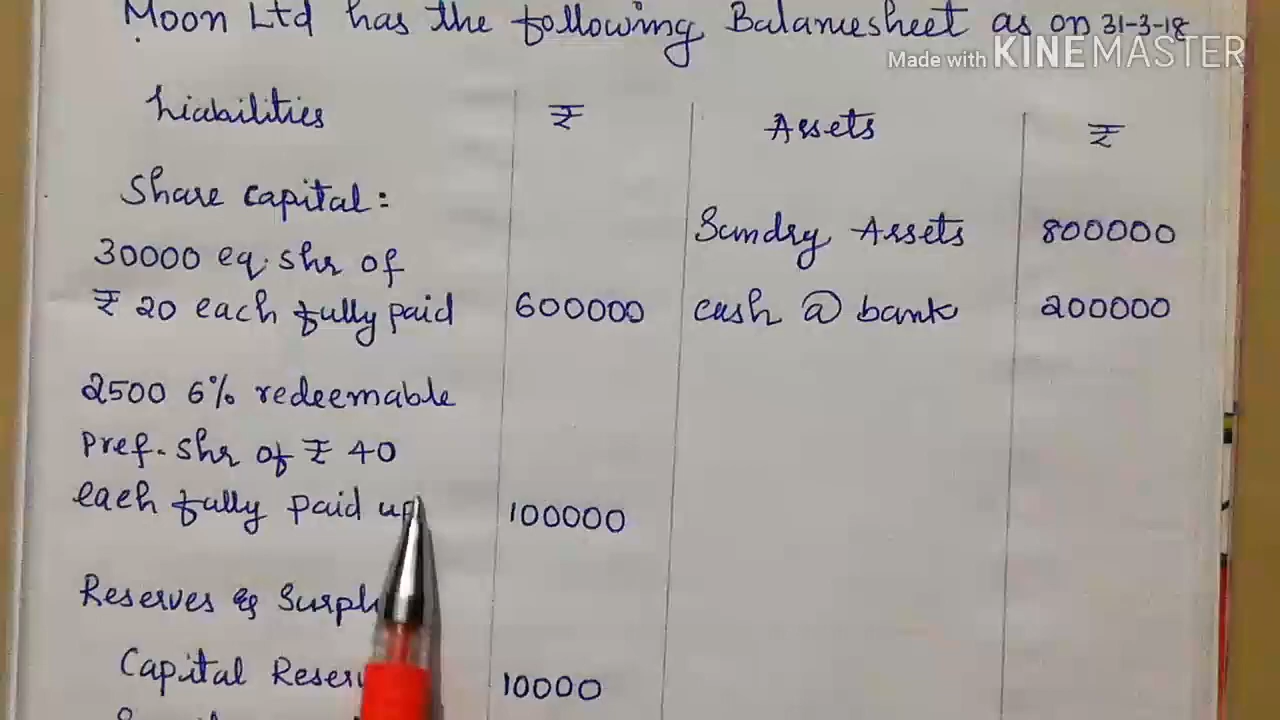 Moon Ltd has the following Balancesheet as on 31-3-18
Made with KINEMASTER
Liabilities ₹ Assets ₹
Share capital:
Sundry Assets 800000
30000 eq. shr of
₹ 20 each fully paid 600000 cash @ bank 200000
2500 6% redeemable
Pref. shr of ₹ 40
each fully paid up 100000
Reserves &
Capital 10000